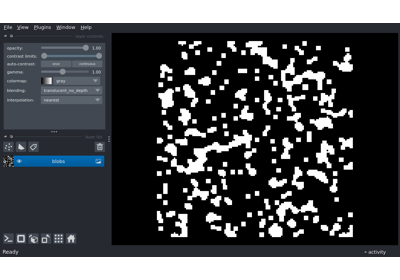 File View Plugins Window Help
opacity: 1.00
contrast limits:
auto-contrast: once continuous
gamma: 1.00
colormap: gray
blending: translucent_no_depth
interpolation: nearest
blobs
Ready
activity